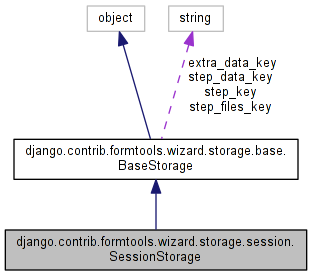 object
string
extra_data_key
step_data_key
step_key
step_files_key
django.contrib.formtools.wizard.storage.base.
BaseStorage
django.contrib.formtools.wizard.storage.session.
SessionStorage